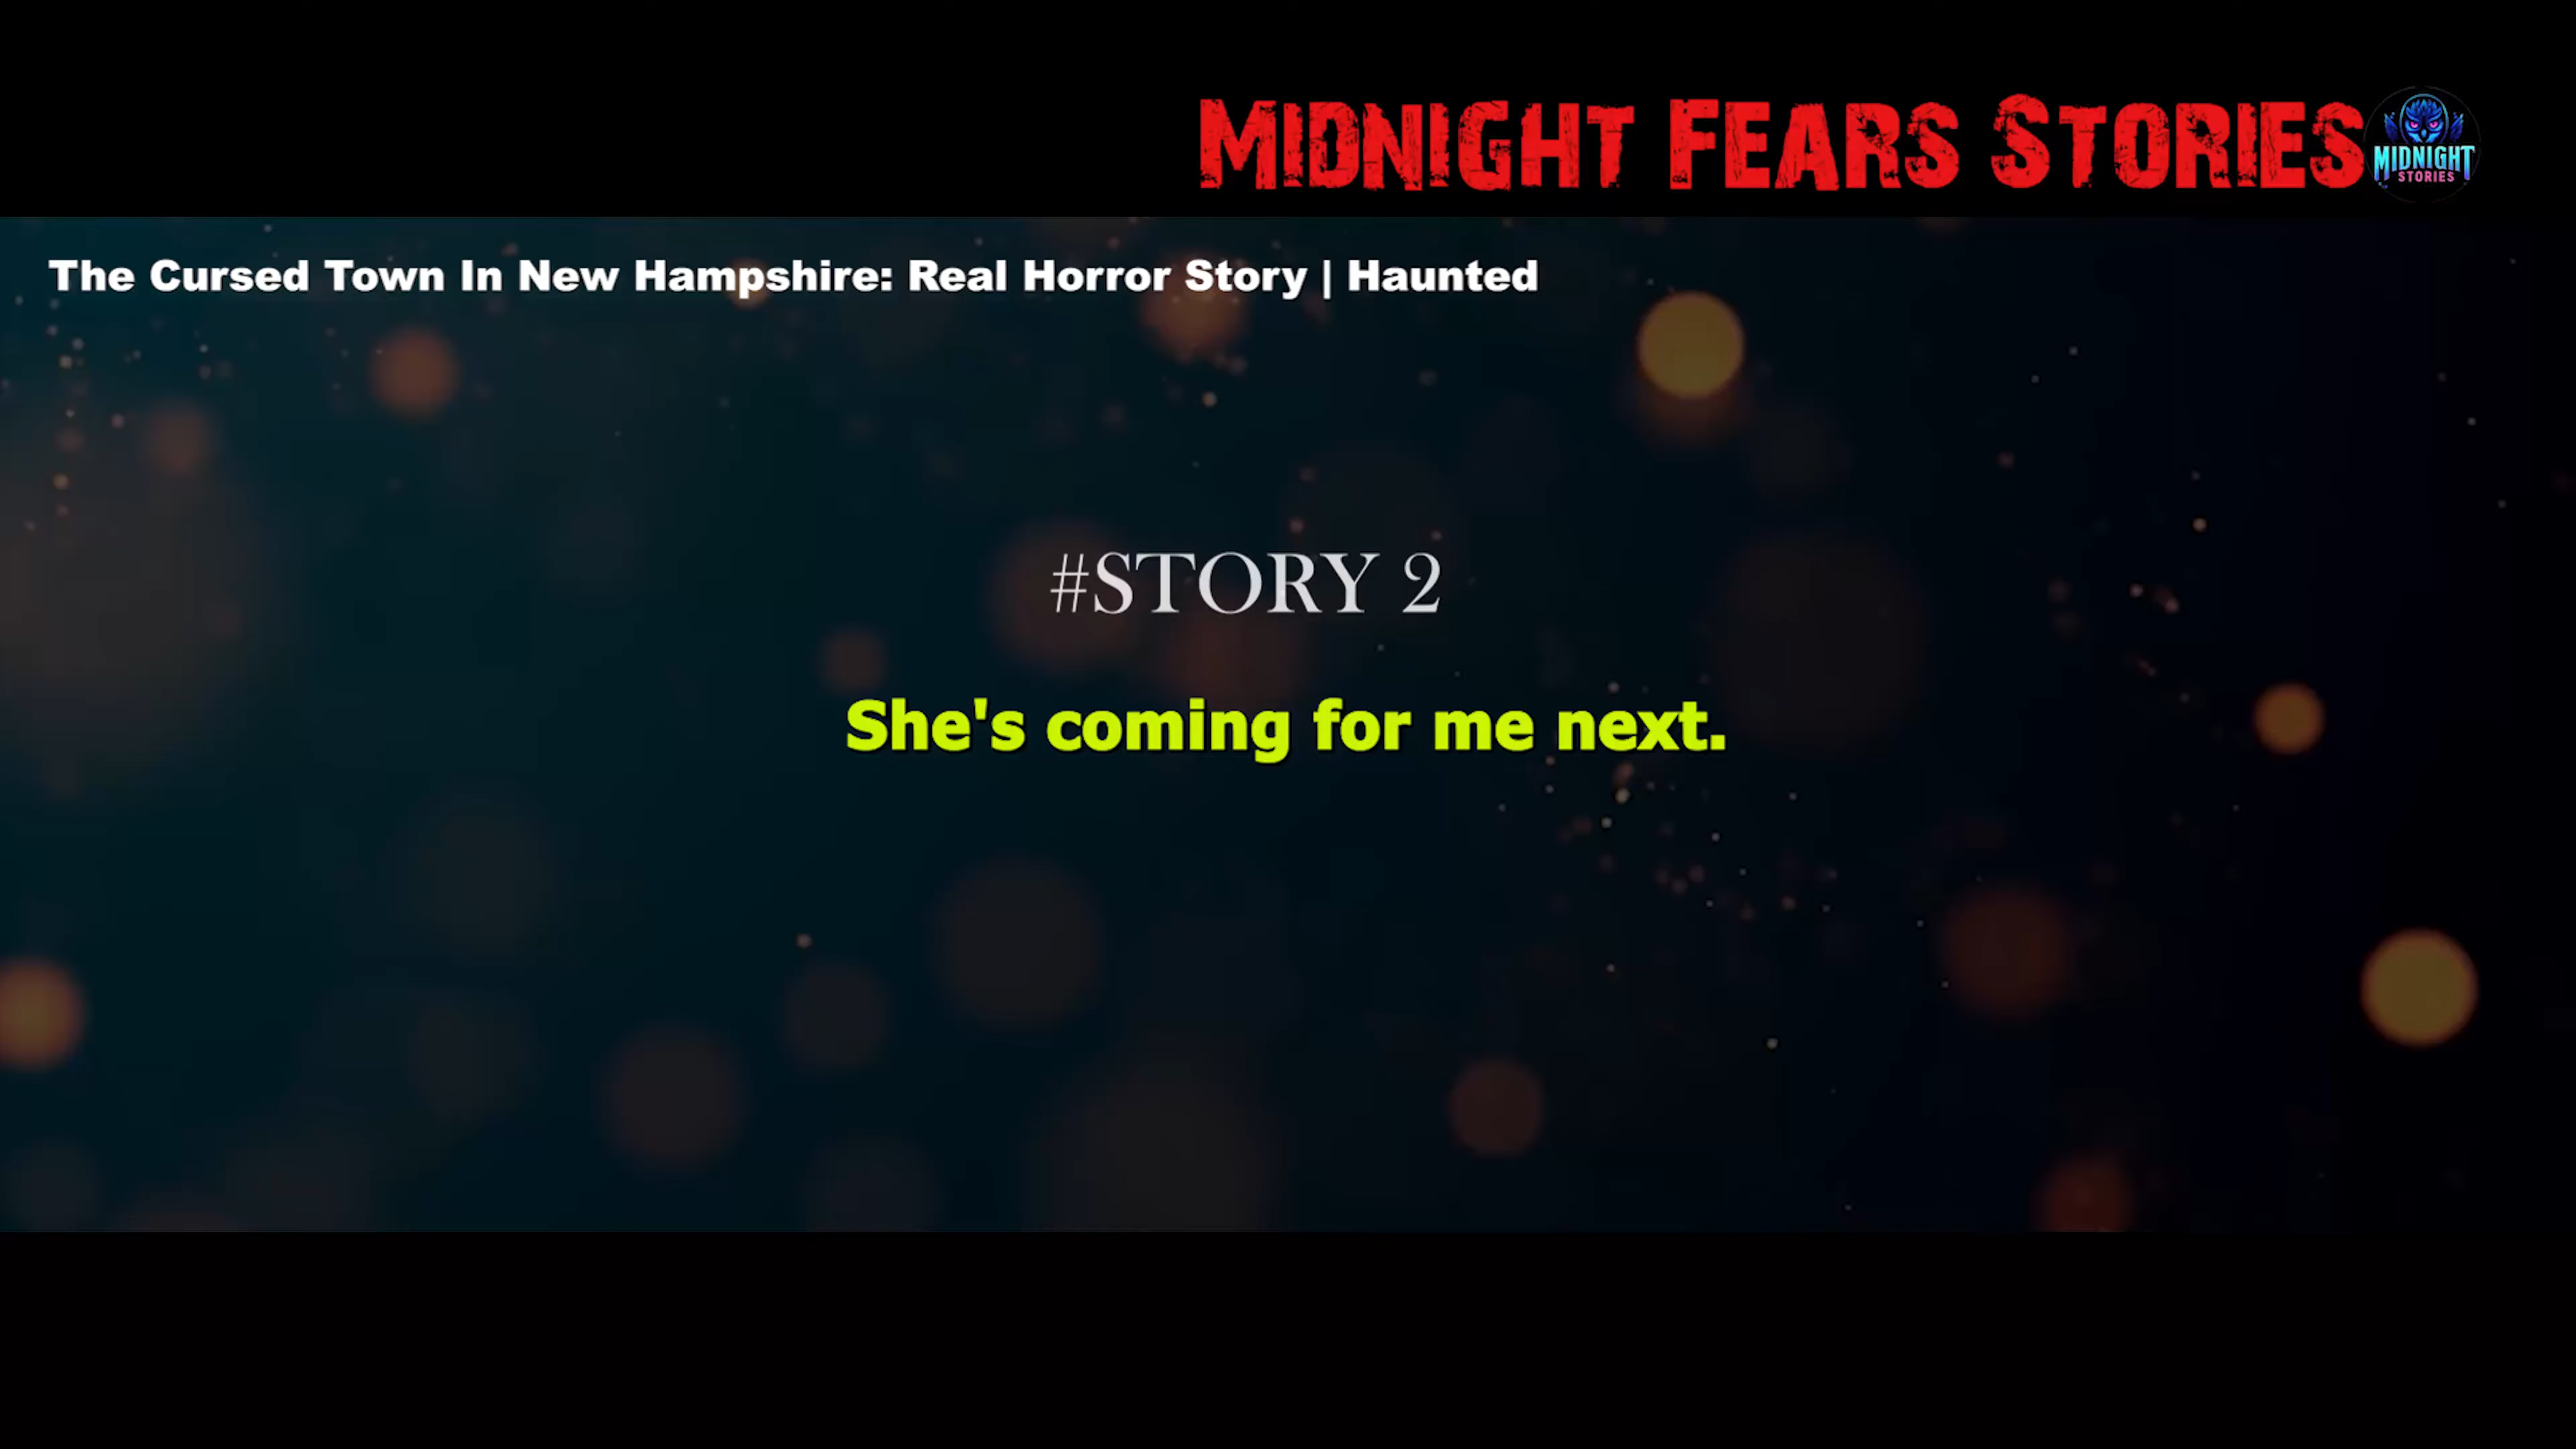 MIDNIGHT FEARS STORIES
MIDNIGHT
STORIES
The Cursed Town In New Hampshire: Real Horror Story | Haunted
#STORY 2
She's coming for me next.